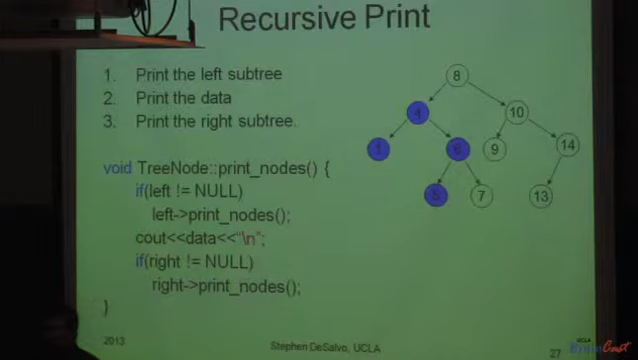 Recursive Print
1. Print the left subtree
2. Print the data
3. Print the right subtree.
void TreeNode::print_nodes() {
if(left != NULL)
left->print_nodes();
cout<<data<<"\n";
if(right != NULL)
right->print_nodes();
}
8
4
10
1
6
9
14
5
7
13
2013
Stephen DeSalvo, UCLA
27
UCLA
BruinCast